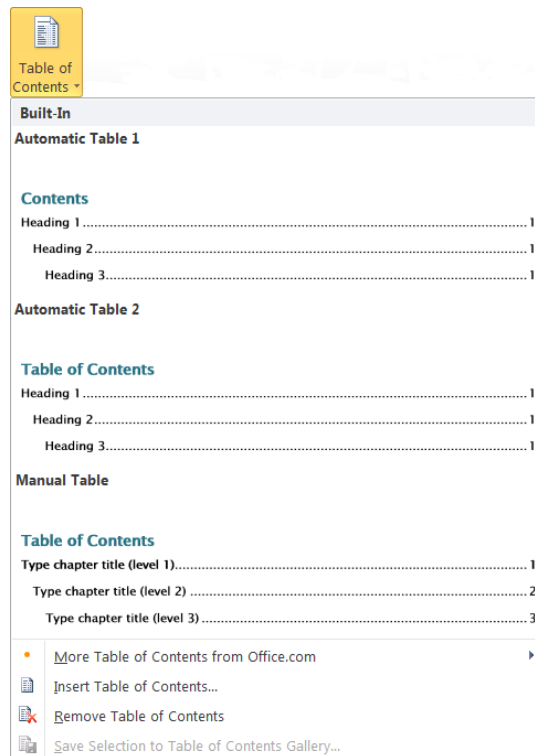 Table of
Contents
Built-In
Automatic Table 1
Contents
Heading 1........................................................................................................1
Heading 2........................................................................................................1
Heading 3........................................................................................................1
Automatic Table 2
Table of Contents
Heading 1........................................................................................................1
Heading 2........................................................................................................1
Heading 3........................................................................................................1
Manual Table
Table of Contents
Type chapter title (level 1)................................................................................1
Type chapter title (level 2) ...............................................................................2
Type chapter title (level 3) ...............................................................................3
More Table of Contents from Office.com
Insert Table of Contents...
Remove Table of Contents
Save Selection to Table of Contents Gallery...